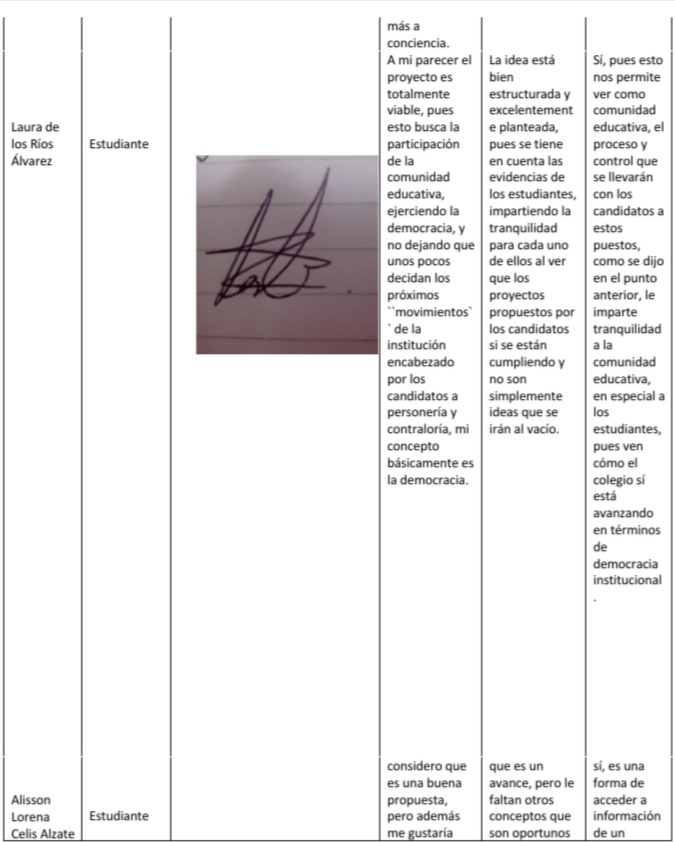 más a
conciencia.
Laura de
los Ríos
Álvarez
Estudiante
A mi parecer el
proyecto es
totalmente
viable, pues
esto busca la
participación
de la
comunidad
educativa,
ejerciendo la
democracia, y
no dejando que
unos pocos
decidan los
próximos
``movimientos`
` de la
institución
encabezado
por los
candidatos a
personería y
contraloría, mi
concepto
básicamente es
la democracia.
La idea está
bien
estructurada y
excelentement
e planteada,
pues se tiene
en cuenta las
evidencias de
los estudiantes,
impartiendo la
tranquilidad
para cada uno
de ellos al ver
que los
proyectos
propuestos por
los candidatos
si se están
cumpliendo y
no son
simplemente
ideas que se
irán al vacío.
Sí, pues esto
nos permite
ver como
comunidad
educativa, el
proceso y
control que
se llevarán
con los
candidatos a
estos
puestos,
como se dijo
en el punto
anterior, le
imparte
tranquilidad
a la
comunidad
educativa,
en especial a
los
estudiantes,
pues ven
cómo el
colegio sí
está
avanzando
en términos
de
democracia
institucional
.
Alisson
Lorena
Celis Alzate
Estudiante
considero que
es una buena
propuesta,
pero además
me gustaría
que es un
avance, pero le
faltan otros
conceptos que
son oportunos
sí, es una
forma de
acceder a
información
de un